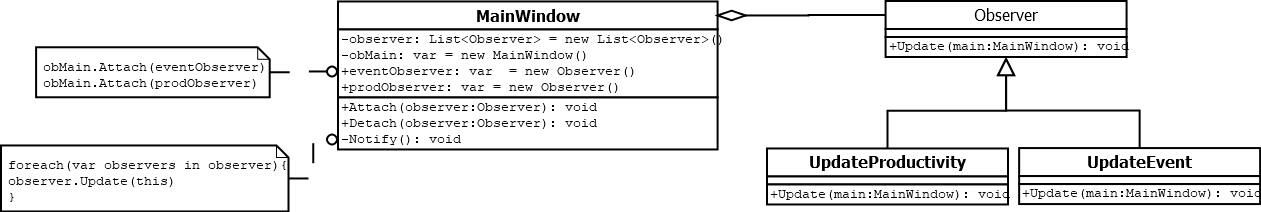 MainWindow
-observer: List<Observer> = new List<Observer>()
-obMain: var = new MainWindow()
+eventObserver: var  = new Observer()
+prodObserver: var = new Observer()
+Attach(observer:Observer): void
+Detach(observer:Observer): void
-Notify(): void
Observer
+Update(main:MainWindow): void
obMain.Attach(eventObserver)
obMain.Attach(prodObserver)
foreach(var observers in observer){
observer.Update(this)
}
UpdateProductivity
+Update(main:MainWindow): void
UpdateEvent
+Update(main:MainWindow): void